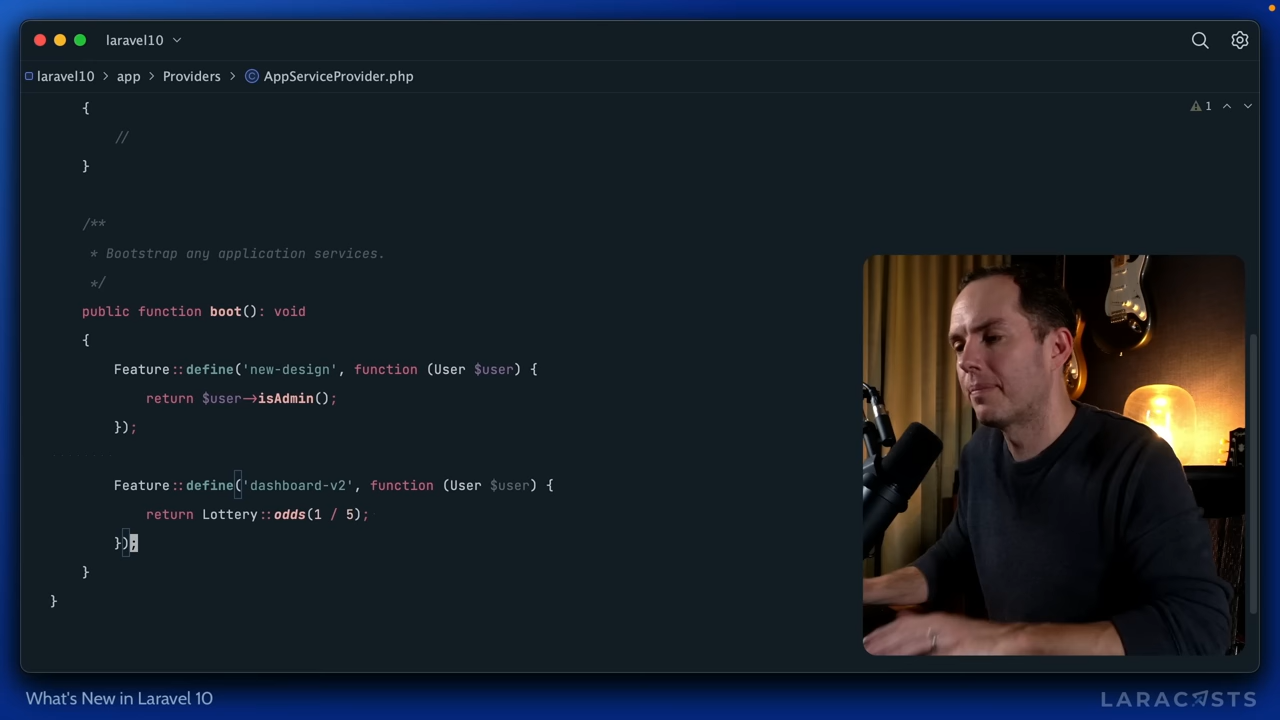 laravel10
laravel10 > app > Providers > © AppServiceProvider.php
{
1
//
}
/**
* Bootstrap any application services.
*/
public function boot(): void
{
Feature::define('new-design', function (User $user) {
return $user->isAdmin();
});
Feature::define('dashboard-v2', function (User $user) {
return Lottery::odds(1 / 5);
});
}
}
What's New in Laravel 10
LARACASTS